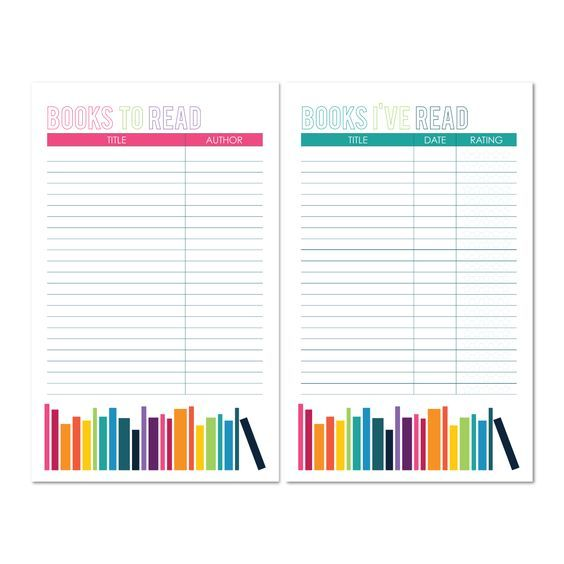 BOOKS TO READ
TITLE AUTHOR
BOOKS I'VE READ
TITLE DATE RATING